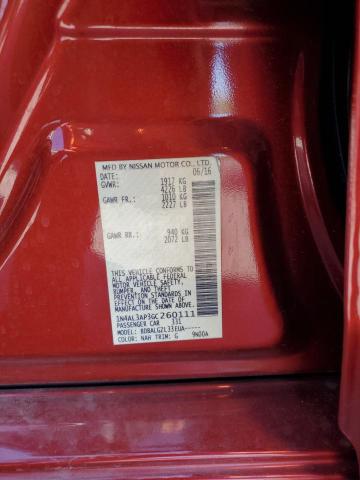 MFD BY NISSAN MOTOR CO., LTD.
DATE: 06/16
GVWR: 1917 KG
4226 LB
GAWR FR.: 1010 KG
2227 LB
GAWR RR.: 940 KG
2072 LB
THIS VEHICLE CONFORMS TO
ALL APPLICABLE FEDERAL
MOTOR VEHICLE SAFETY,
BUMPER, AND THEFT
PREVENTION STANDARDS
IN EFFECT ON THE DATE OF
MANUFACTURE SHOWN ABOVE.
1N4AL3AP3GC260111
PASSENGER CAR 33L
MODEL: BDBALGZL33EUA-----
COLOR: NAH TRIM: G 9N00A